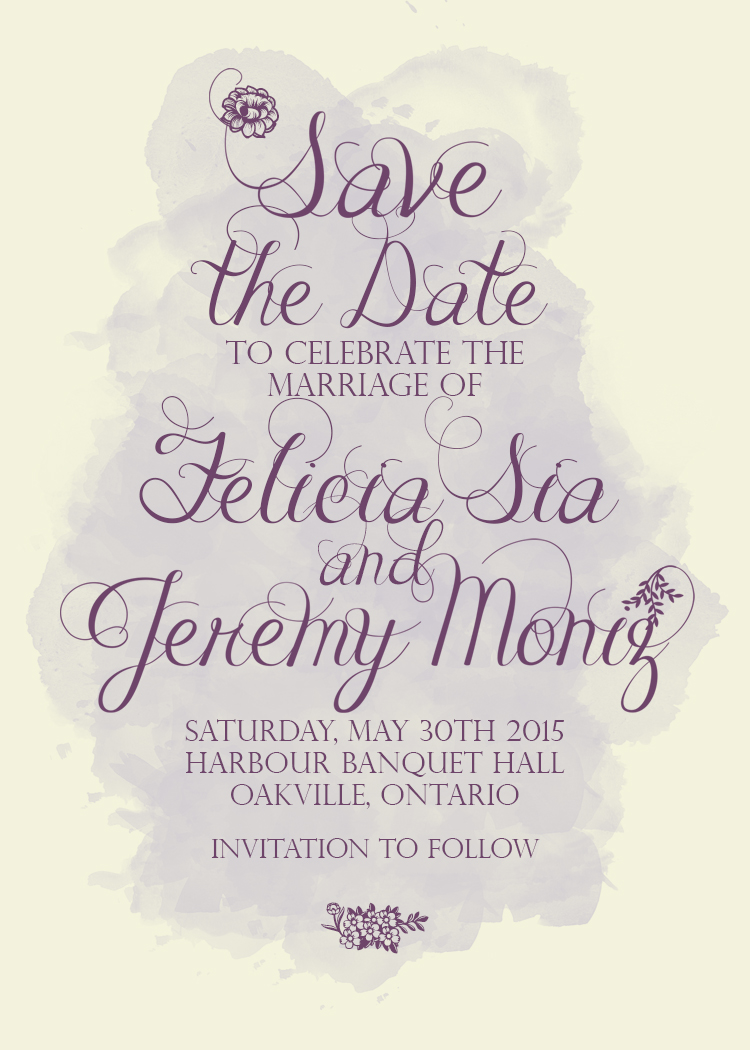 Save
the Date
TO CELEBRATE THE
MARRIAGE OF
Felicia Sia
and
Jeremy Moniz
SATURDAY, MAY 30TH 2015
HARBOUR BANQUET HALL
OAKVILLE, ONTARIO
INVITATION TO FOLLOW